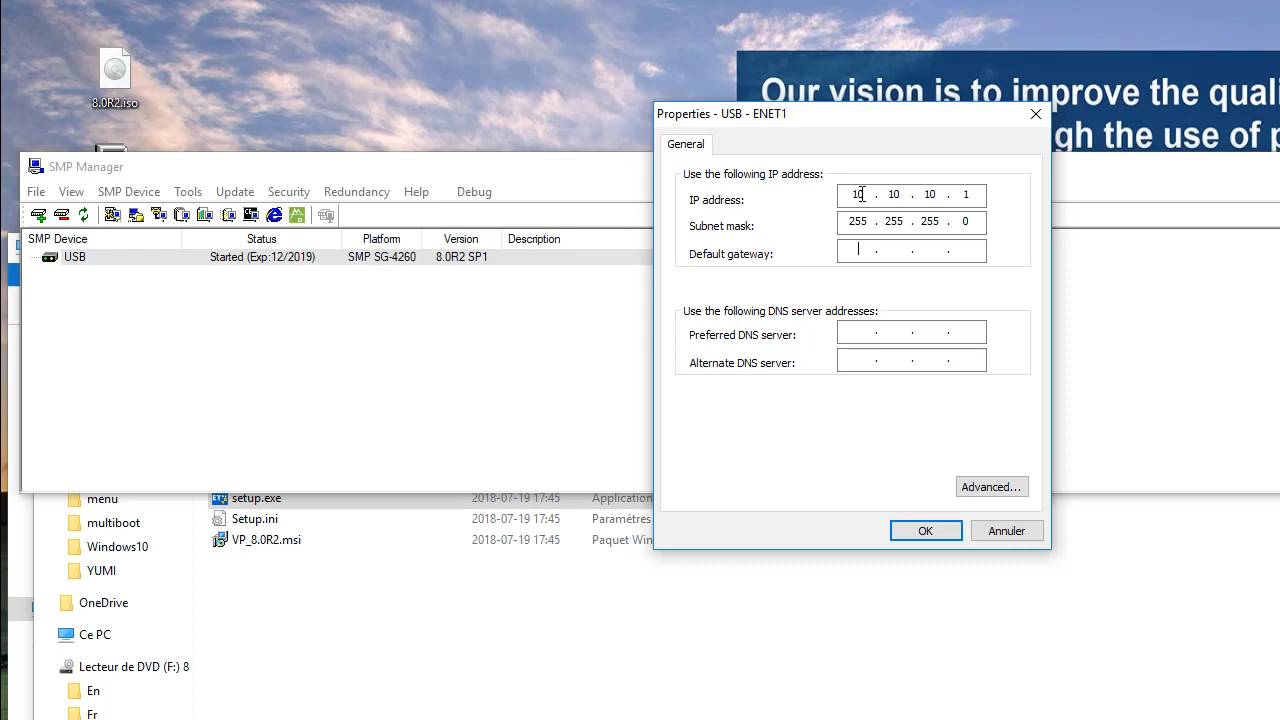 8.0R2.iso
Our vision is to improve the quali
gh the use of p
Properties - USB - ENET1
General
Use the following IP address:
IP address: 10 . 10 . 10 . 1
Subnet mask: 255 . 255 . 255 . 0
Default gateway: . . .
Use the following DNS server addresses:
Preferred DNS server: . . .
Alternate DNS server: . . .
Advanced...
OK Annuler
SMP Manager
File View SMP Device Tools Update Security Redundancy Help Debug
SMP Device Status Platform Version Description
USB Started (Exp:12/2019) SMP SG-4260 8.0R2 SP1
menu
multiboot
Windows10
YUMI
OneDrive
Ce PC
Lecteur de DVD (F:) 8
En
Fr
setup.exe 2018-07-19 17:45 Application
Setup.ini 2018-07-19 17:45 Paramètres
VP_8.0R2.msi 2018-07-19 17:45 Paquet Win